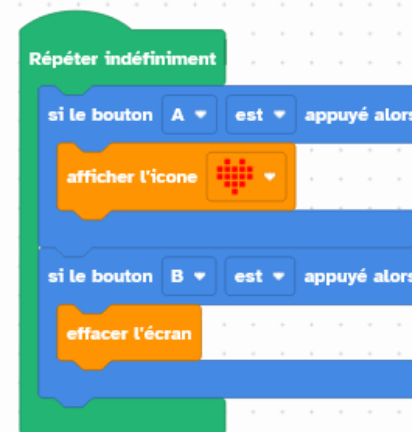 Répéter indéfiniment
si le bouton A est appuyé alors
afficher l'icone
si le bouton B est appuyé alors
effacer l'écran